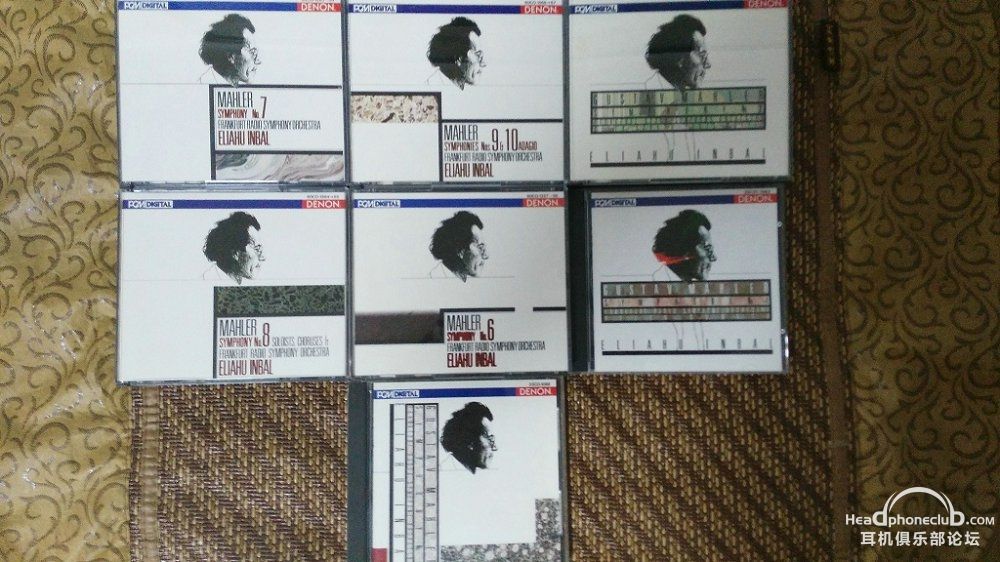 PCM DIGITAL
DENON
MAHLER
SYMPHONY No.7
FRANKFURT RADIO SYMPHONY ORCHESTRA
ELIAHU INBAL
PCM DIGITAL
DENON
MAHLER
SYMPHONIES Nos 9 & 10 ADAGIO
FRANKFURT RADIO SYMPHONY ORCHESTRA
ELIAHU INBAL
PCM DIGITAL
DENON
ELIAHU INBAL
PCM DIGITAL
DENON
MAHLER
SYMPHONY No.8 SOLOISTS, CHORUSES &
FRANKFURT RADIO SYMPHONY ORCHESTRA
ELIAHU INBAL
PCM DIGITAL
DENON
MAHLER
SYMPHONY No.6
FRANKFURT RADIO SYMPHONY ORCHESTRA
ELIAHU INBAL
PCM DIGITAL
DENON
ELIAHU INBAL
PCM DIGITAL
DENON
Headphoneclub.com
耳机俱乐部论坛